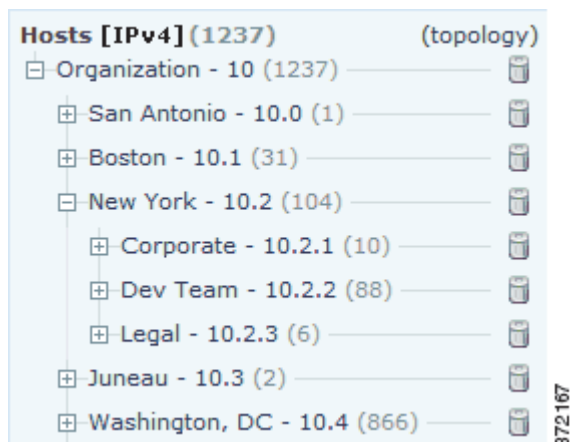 Hosts [IPv4] (1237) (topology)
Organization - 10 (1237)
San Antonio - 10.0 (1)
Boston - 10.1 (31)
New York - 10.2 (104)
Corporate - 10.2.1 (10)
Dev Team - 10.2.2 (88)
Legal - 10.2.3 (6)
Juneau - 10.3 (2)
Washington, DC - 10.4 (866)
372167